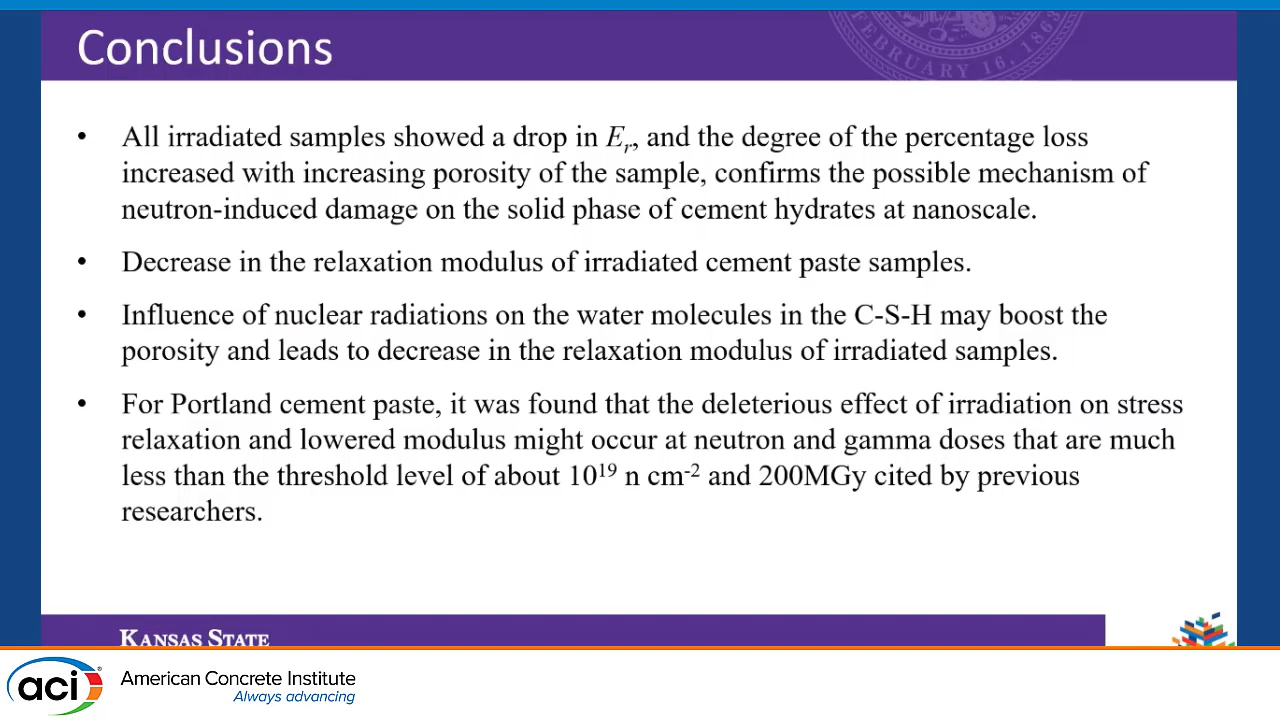 FEBRUARY 16, 1863
Conclusions
• All irradiated samples showed a drop in Er, and the degree of the percentage loss
increased with increasing porosity of the sample, confirms the possible mechanism of
neutron-induced damage on the solid phase of cement hydrates at nanoscale.
• Decrease in the relaxation modulus of irradiated cement paste samples.
• Influence of nuclear radiations on the water molecules in the C-S-H may boost the
porosity and leads to decrease in the relaxation modulus of irradiated samples.
• For Portland cement paste, it was found that the deleterious effect of irradiation on stress
relaxation and lowered modulus might occur at neutron and gamma doses that are much
less than the threshold level of about 10¹⁹ n cm⁻² and 200MGy cited by previous
researchers.
KANSAS STATE
aci®
American Concrete Institute
Always advancing